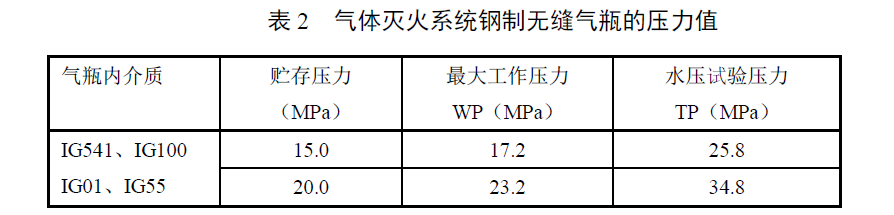 表 2 气体灭火系统钢制无缝气瓶的压力值
气瓶内介质 贮存压力 最大工作压力 水压试验压力
（MPa） WP（MPa） TP（MPa）
IG541、IG100 15.0 17.2 25.8
IG01、IG55 20.0 23.2 34.8